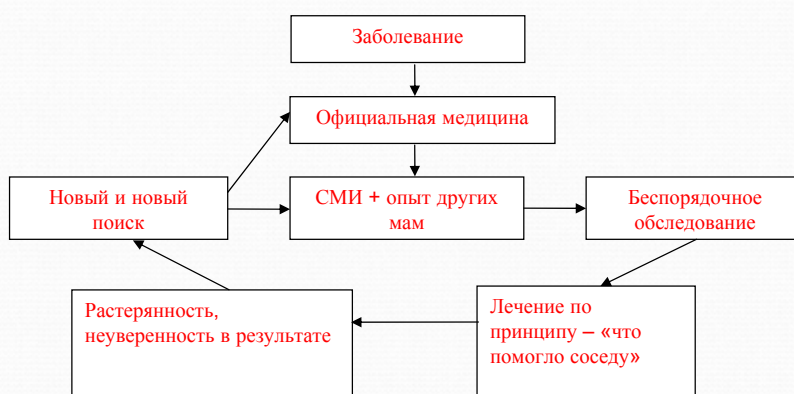 Заболевание
Официальная медицина
Новый и новый
поиск
СМИ + опыт других
мам
Беспорядочное
обследование
Растерянность,
неуверенность в результате
Лечение по
принципу – «что
помогло соседу»